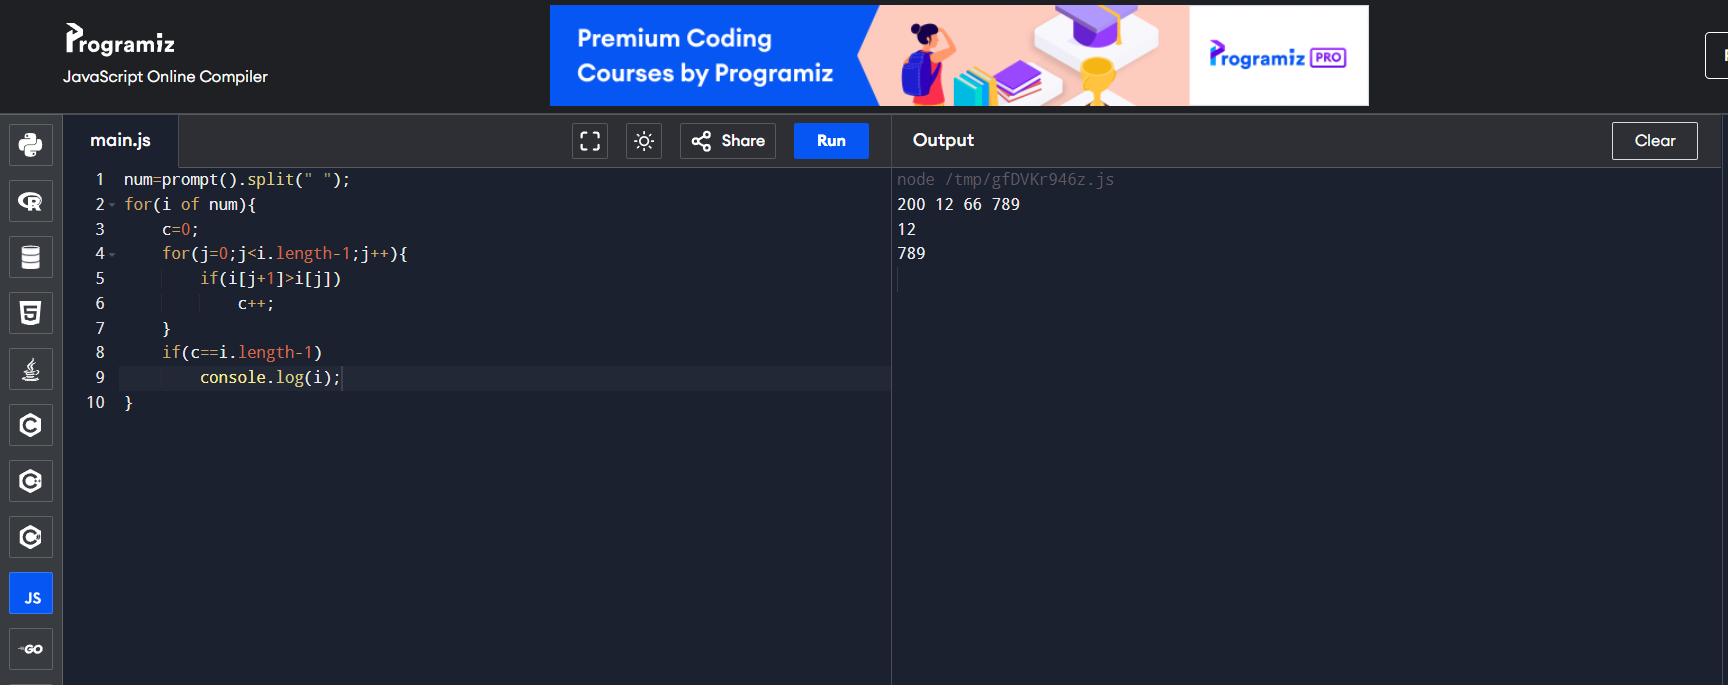 Programiz
JavaScript Online Compiler
Premium Coding
Courses by Programiz
Programiz PRO
main.js
Share
Run
Output
Clear
1 num=prompt().split(" ");
2 for(i of num){
3     c=0;
4     for(j=0;j<i.length-1;j++){
5         if(i[j+1]>i[j])
6             c++;
7     }
8     if(c==i.length-1)
9         console.log(i);
10 }
node /tmp/gfDVKr946z.js
200 12 66 789
12
789
R
5
C
C
C
JS
GO